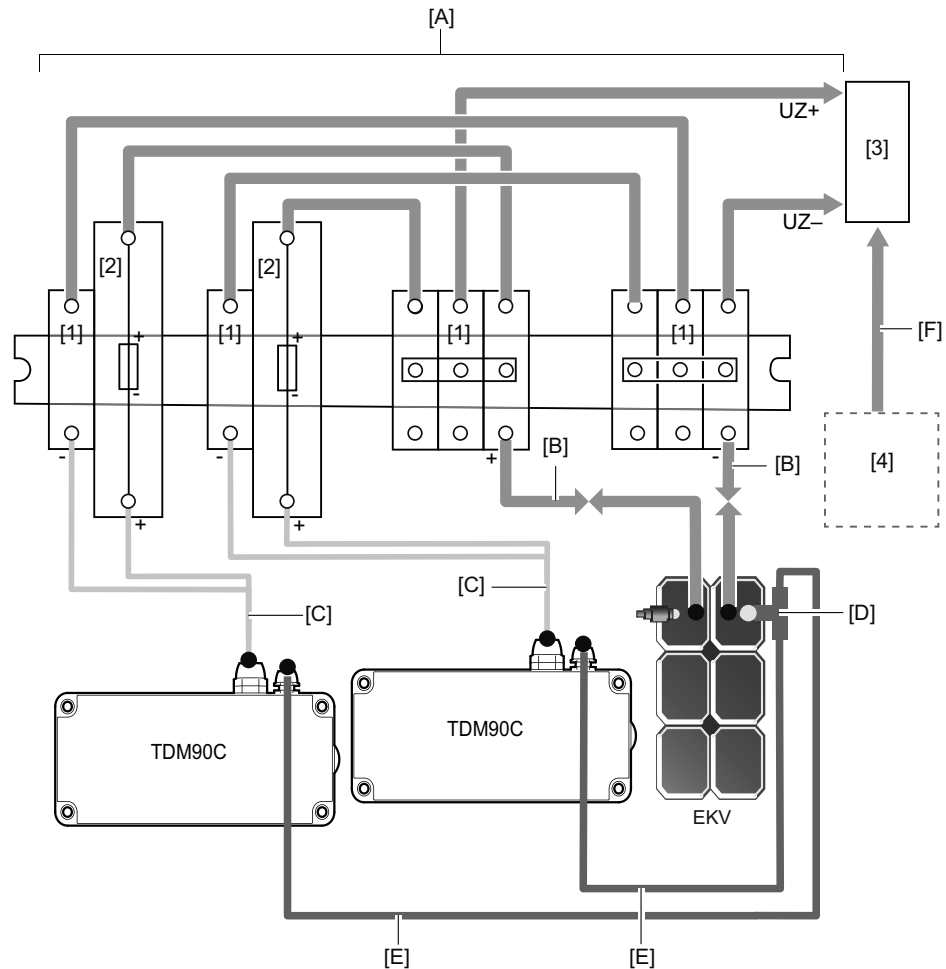 [A]
UZ+
[3]
UZ–
[2]
[2]
[1]
[1]
[1]
[1]
+
-
+
-
[F]
-
-
+
-
[B]
[B]
[4]
+
+
[C]
[C]
[D]
TDM90C
TDM90C
EKV
[E]
[E]